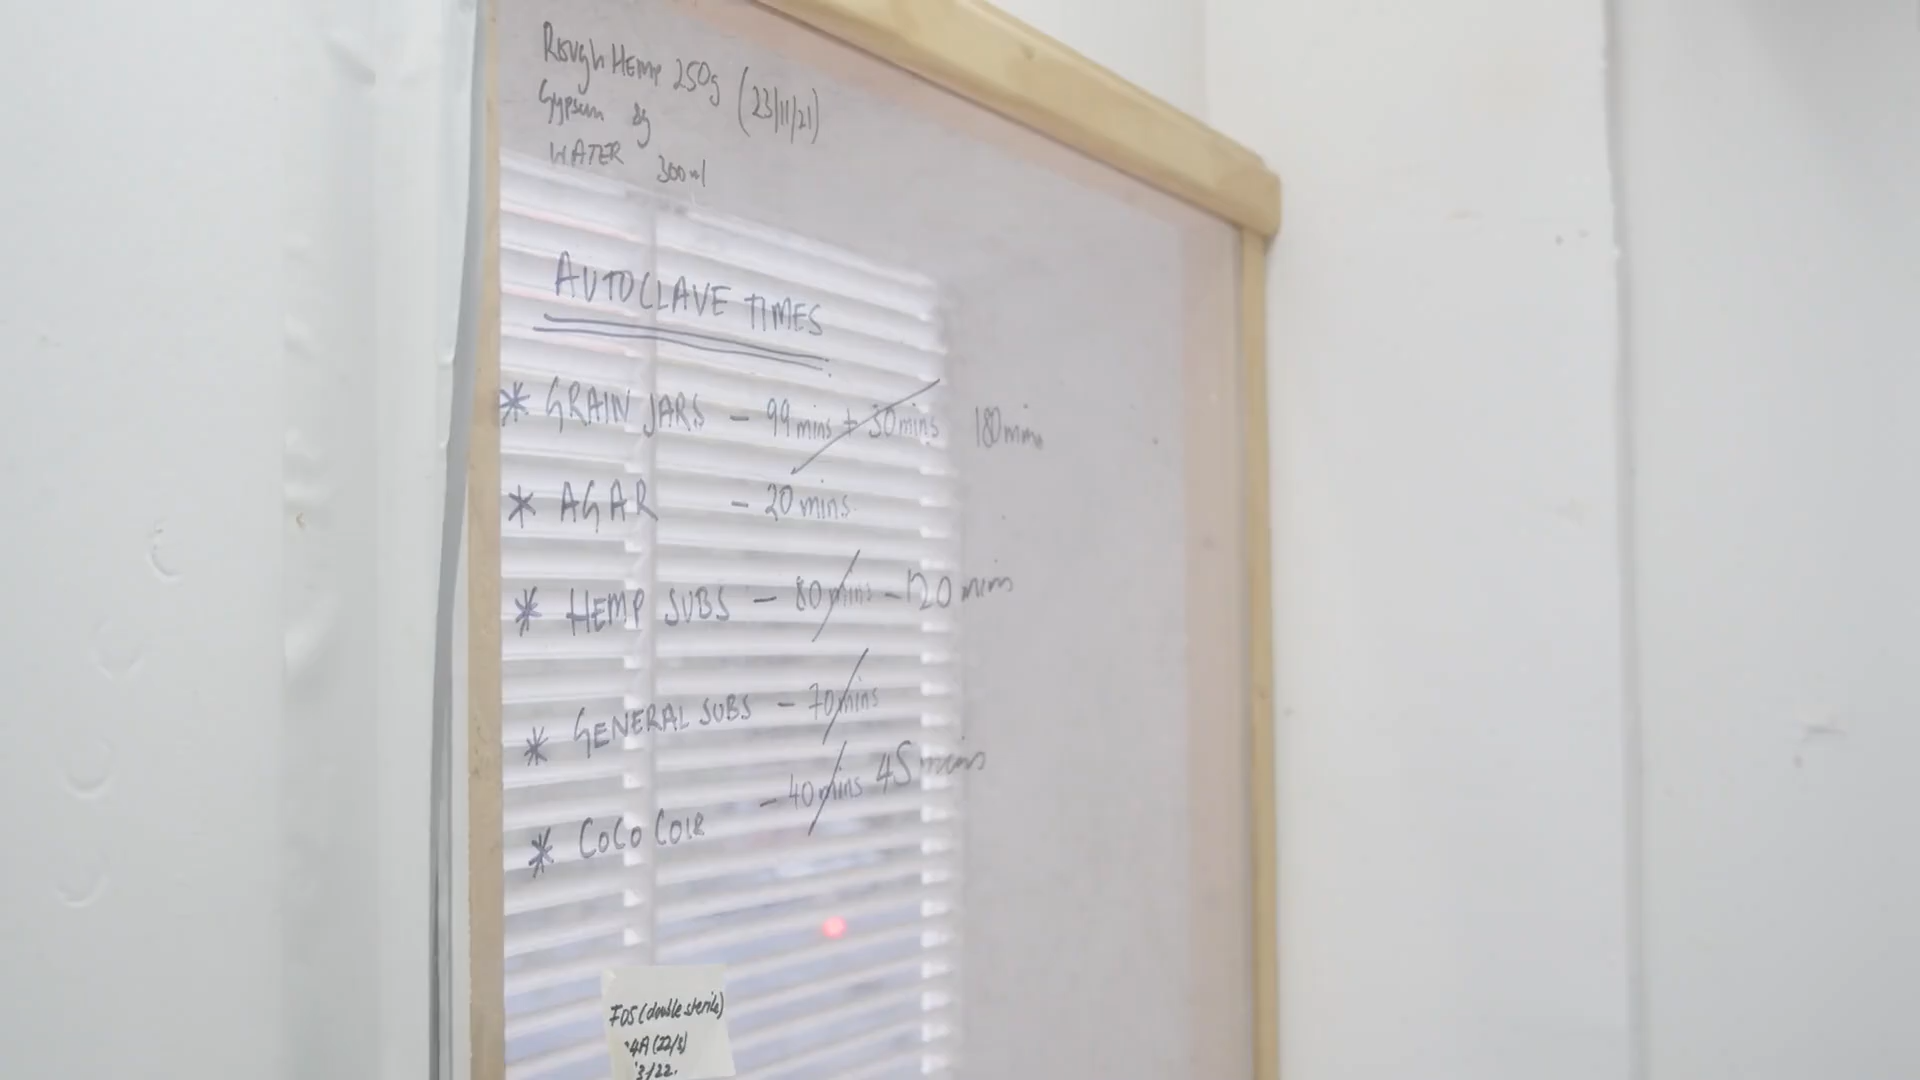 Rough Hemp 250g (23/11/21)
Gypsum 8g
WATER 300ml
AUTOCLAVE TIMES
* GRAIN JARS - 99 mins + 30 mins 180 mins
* AGAR - 20 mins
* HEMP SUBS - 80 mins - 120 mins
* GENERAL SUBS - 70 mins
* COCO COIR - 40 mins 45 mins
(double sterile)
3/22.